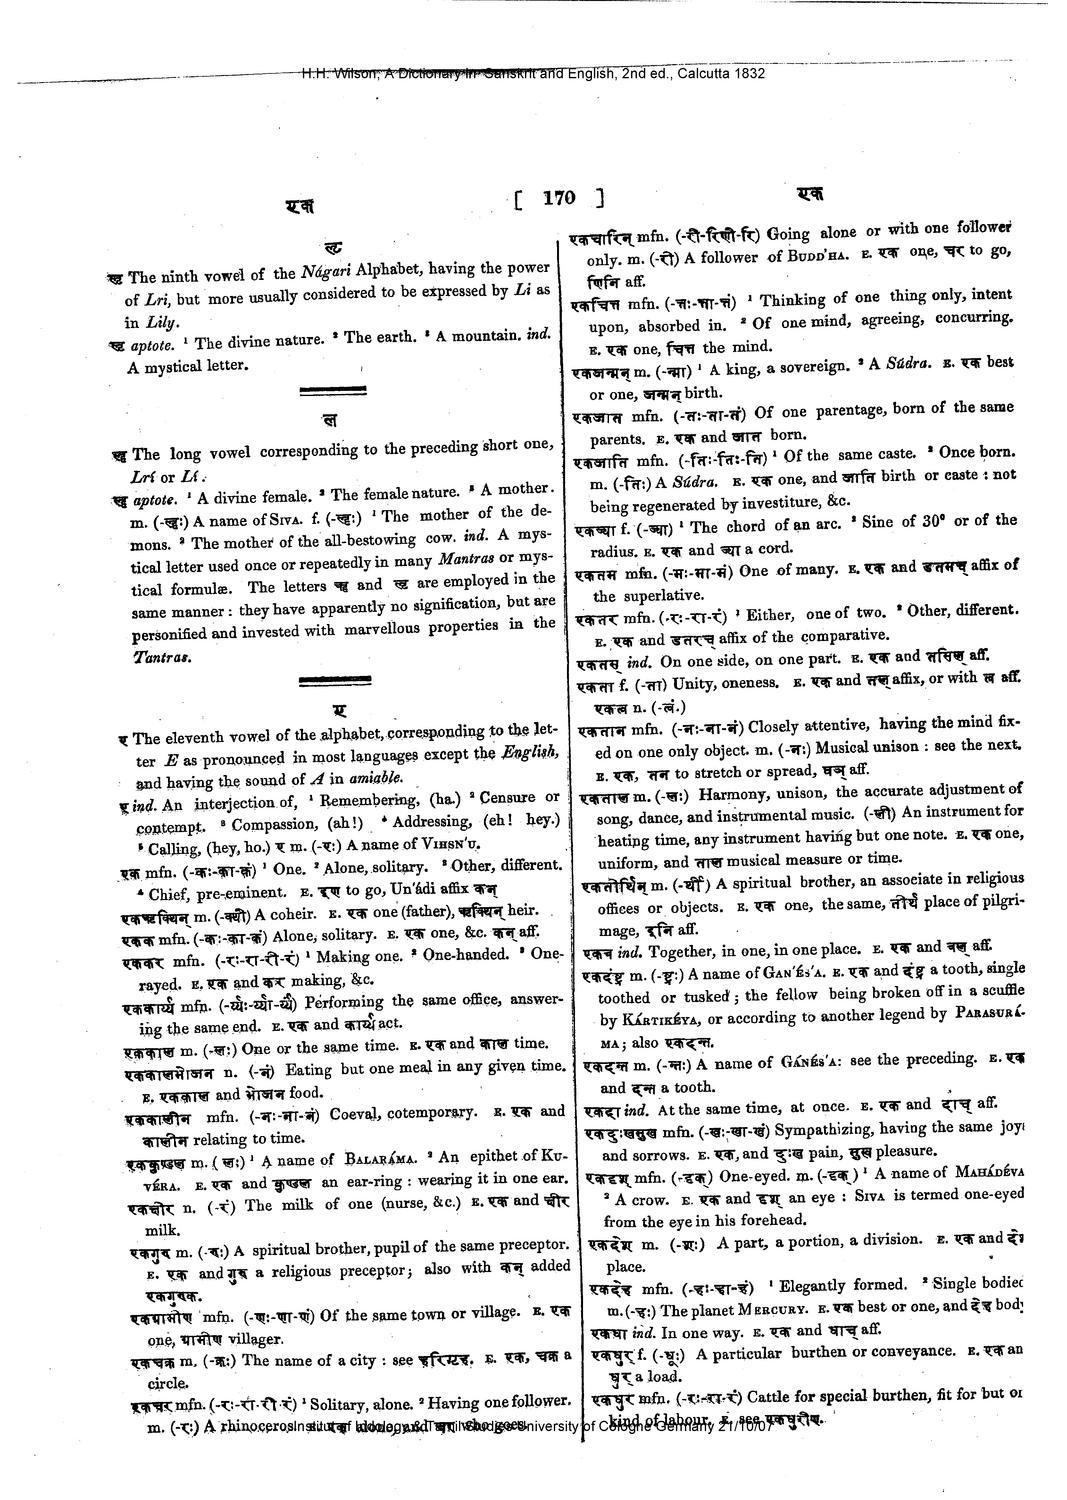 H.H. Wilson, A Dictionary in Sanskrit and English, 2nd ed., Calcutta 1832
एक
[ 170 ]
एक
ऌ
ऌ The ninth vowel of the Nágari Alphabet, having the power
of Lri, but more usually considered to be expressed by Li as
in Lily.
ऌ aptote. ¹ The divine nature. ² The earth. ³ A mountain. ind.
A mystical letter.
ॡ
ॡ The long vowel corresponding to the preceding short one,
Lrí or Lí.
ॡ aptote. ¹ A divine female. ² The female nature. ³ A mother.
m. (-ॡः) A name of SIVA. f. (-ॡः) ¹ The mother of the de-
mons. ² The mother of the all-bestowing cow. ind. A mys-
tical letter used once or repeatedly in many Mantras or mys-
tical formulæ. The letters ॠ and ॡ are employed in the
same manner : they have apparently no signification, but are
personified and invested with marvellous properties in the
Tantras.
ए
ए The eleventh vowel of the alphabet, corresponding to the let-
ter E as pronounced in most languages except the English,
and having the sound of A in amiable.
ए ind. An interjection of, ¹ Remembering, (ha.) ² Censure or
contempt. ³ Compassion, (ah!) ⁴ Addressing, (eh! hey.)
⁵ Calling, (hey, ho.) ए m. (-एः) A name of VIHSN'U.
एक mfn. (-कः-का-कं) ¹ One. ² Alone, solitary. ³ Other, different.
⁴ Chief, pre-eminent. E. इण to go, Un'ádi affix कन्
एकऋक्थिन् m. (-क्थी) A coheir. E. एक one (father), ऋक्थिन् heir.
एकक mfn. (-कः-का-कं) Alone, solitary. E. एक one, &c. कन् aff.
एककर mfn. (-रः-रा-री-रं) ¹ Making one. ² One-handed. ³ One-
rayed. E. एक and कर making, &c.
एककार्य्य mfn. (-र्य्यः-र्य्या-र्य्यं) Performing the same office, answer-
ing the same end. E. एक and कार्य्य act.
एककाल m. (-लः) One or the same time. E. एक and काल time.
एककालभोजन n. (-नं) Eating but one meal in any given time.
E. एककाल and भोजन food.
एककालीन mfn. (-नः-ना-नं) Coeval, cotemporary. E. एक and
कालीन relating to time.
एककुण्डल m. (-लः) ¹ A name of BALARÁMA. ² An epithet of KU-
VÉRA. E. एक and कुण्डल an ear-ring : wearing it in one ear.
एकक्षीर n. (-रं) The milk of one (nurse, &c.) E. एक and क्षीर
milk.
एकगुरु m. (-रुः) A spiritual brother, pupil of the same preceptor.
E. एक and गुरु a religious preceptor; also with कन् added
एकगुरुक.
एकग्रामीण mfn. (-णः-णा-णं) Of the same town or village. E. एक
one, ग्रामीण villager.
एकचक्र m. (-क्रः) The name of a city : see हरिगृह. E. एक, चक्र a
circle.
एकचर mfn. (-रः-रा-री-रं) ¹ Solitary, alone. ² Having one follower.
m. (-रः) A rhinoceros. E. एक alone, and चर who goes.
एकचारिन् mfn. (-री-रिणी-रि) Going alone or with one follower
only. m. (-री) A follower of BUDD'HA. E. एक one, चर to go,
णिनि aff.
एकचित्त mfn. (-त्तः-त्ता-त्तं) ¹ Thinking of one thing only, intent
upon, absorbed in. ² Of one mind, agreeing, concurring.
E. एक one, चित्त the mind.
एकजन्मन् m. (-न्मा) ¹ A king, a sovereign. ² A Súdra. E. एक best
or one, जन्मन् birth.
एकजात mfn. (-तः-ता-तं) Of one parentage, born of the same
parents. E. एक and जात born.
एकजाति mfn. (-तिः-तिः-ति) ¹ Of the same caste. ² Once born.
m. (-तिः) A Súdra. E. एक one, and जाति birth or caste : not
being regenerated by investiture, &c.
एकज्या f. (-ज्या) ¹ The chord of an arc. ² Sine of 30° or of the
radius. E. एक and ज्या a cord.
एकतम mfn. (-मः-मा-मं) One of many. E. एक and डतमच् affix of
the superlative.
एकतर mfn. (-रः-रा-रं) ¹ Either, one of two. ² Other, different.
E. एक and डतरच् affix of the comparative.
एकतस् ind. On one side, on one part. E. एक and तसिल् aff.
एकता f. (-ता) Unity, oneness. E. एक and तल् affix, or with त्व aff.
एकत्व n. (-त्वं.)
एकतान mfn. (-नः-ना-नं) Closely attentive, having the mind fix-
ed on one only object. m. (-नः) Musical unison : see the next.
E. एक, तन to stretch or spread, घञ् aff.
एकताल m. (-लः) Harmony, unison, the accurate adjustment of
song, dance, and instrumental music. (-ली) An instrument for
heating time, any instrument having but one note. E. एक one,
uniform, and ताल musical measure or time.
एकतीर्थिन् m. (-र्थी) A spiritual brother, an associate in religious
offices or objects. E. एक one, the same, तीर्थ place of pilgri-
mage, इनि aff.
एकत्र ind. Together, in one, in one place. E. एक and त्रल् aff.
एकदंष्ट्र m. (-ष्ट्रः) A name of GAN'ÉS'A. E. एक and दंष्ट्र a tooth, single
toothed or tusked ; the fellow being broken off in a scuffle
by KÁRTIKÉYA, or according to another legend by PARASURÁ-
MA; also एकदन्त.
एकदन्त m. (-न्तः) A name of GÁNÉS'A: see the preceding. E. एक
and दन्त a tooth.
एकदा ind. At the same time, at once. E. एक and दाच् aff.
एकदुःखसुख mfn. (-खः-खा-खं) Sympathizing, having the same joys
and sorrows. E. एक, and दुःख pain, सुख pleasure.
एकदृश् mfn. (-दृक्) One-eyed. m. (-दृक्) ¹ A name of MAHÁDÉVA
² A crow. E. एक and दृश् an eye : SIVA is termed one-eyed
from the eye in his forehead.
एकदेश m. (-शः) A part, a portion, a division. E. एक and दे
place.
एकदेह mfn. (-हः-हा-हं) ¹ Elegantly formed. ² Single bodied
m. (-हः) The planet MERCURY. E. एक best or one, and देह body
एकधा ind. In one way. E. एक and धाच् aff.
एकधुर् f. (-धूः) A particular burthen or conveyance. E. एक an
धुर् a load.
एकधुर mfn. (-रः-रा-रं) Cattle for special burthen, fit for but on
kind of labour. E. see एकधुरीण.
Institut of Indology and Tamil Studies University of Cologne Germany 21/10/07